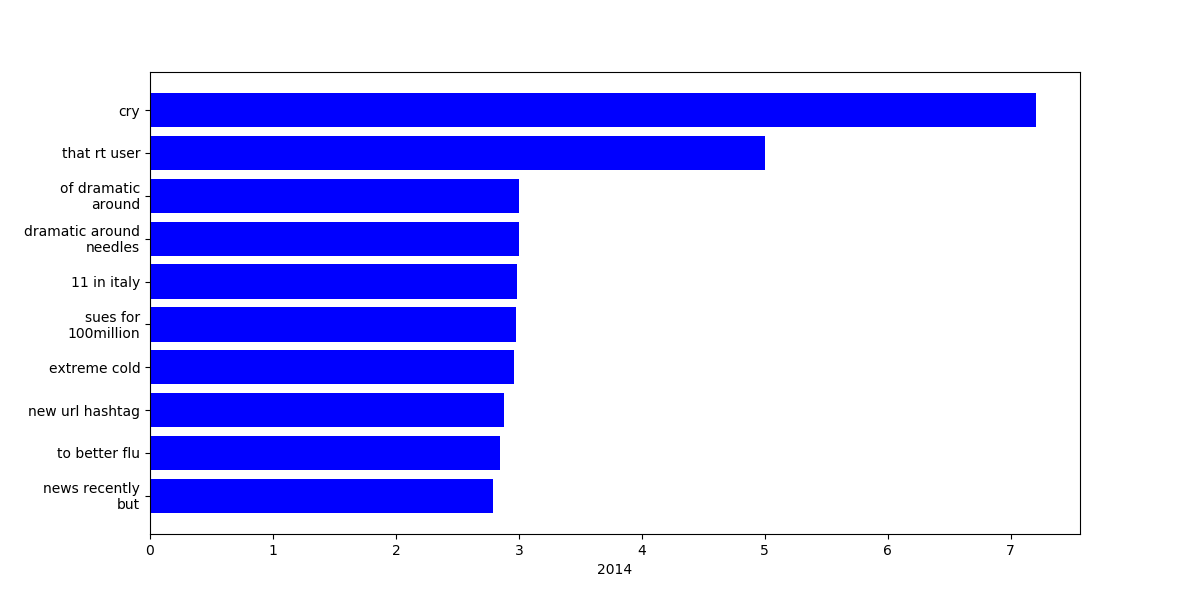 cry
that rt user
of dramatic
around
dramatic around
needles
11 in italy
sues for
100million
extreme cold
new url hashtag
to better flu
news recently
but
0 1 2 3 4 5 6 7
2014